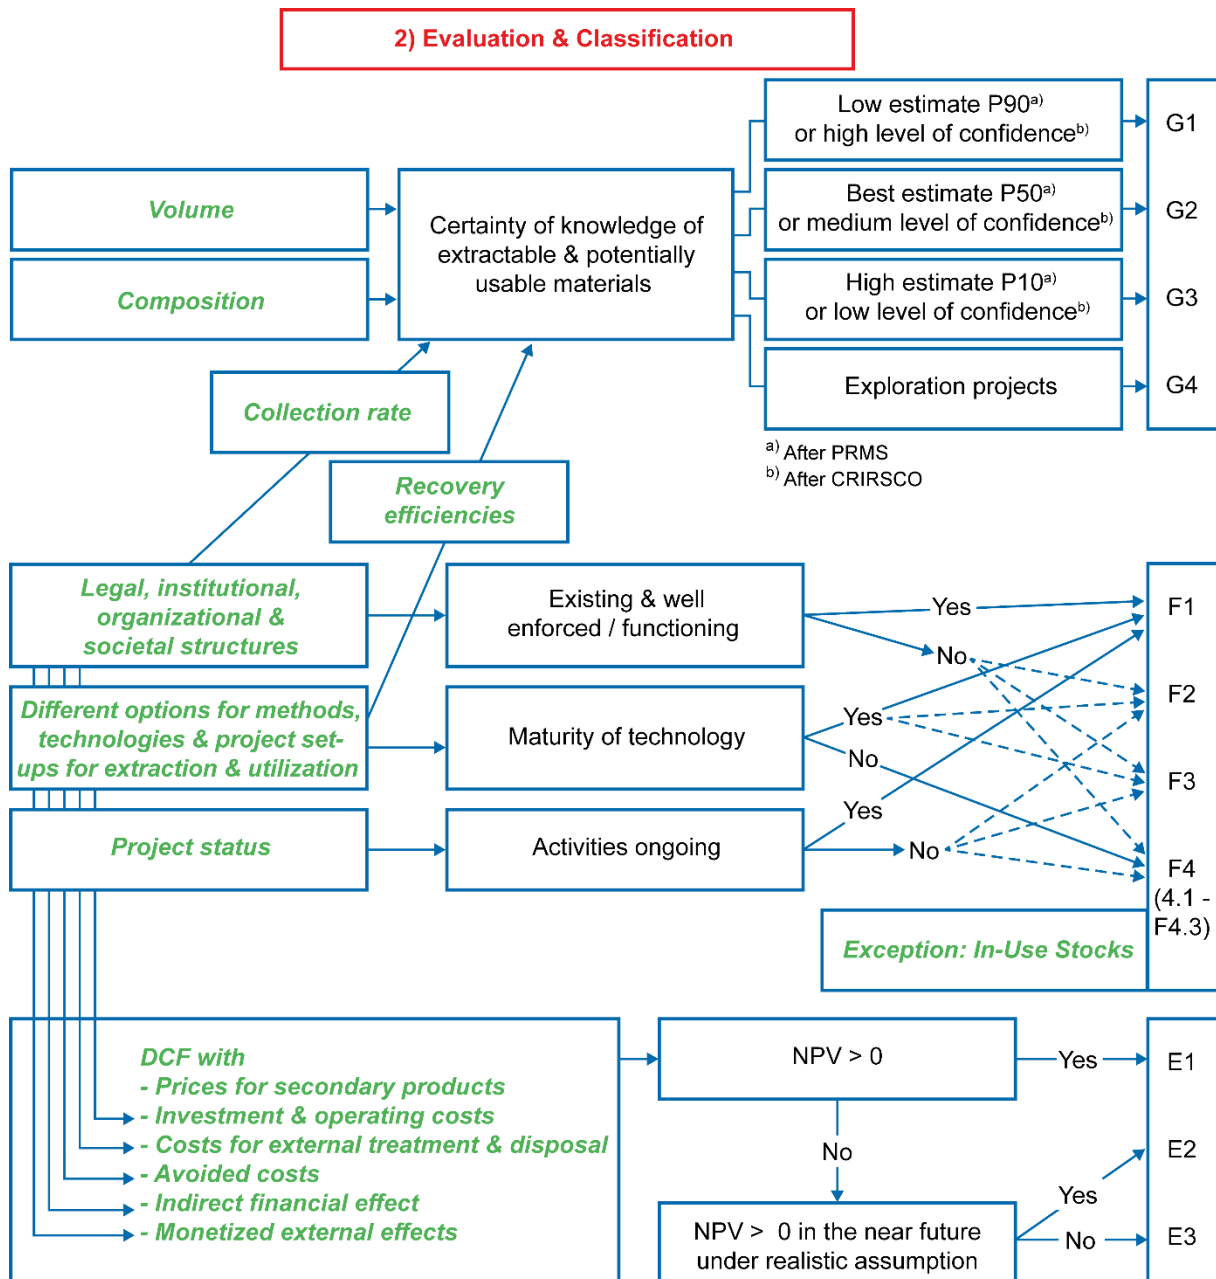 2) Evaluation & Classification
Low estimate P90a)
or high level of confidenceb)
G1
Volume
Certainty of knowledge of
extractable & potentially
usable materials
Best estimate P50a)
or medium level of confidenceb)
G2
Composition
High estimate P10a)
or low level of confidenceb)
G3
Exploration projects
G4
Collection rate
a) After PRMS
b) After CRIRSCO
Recovery
efficiencies
Legal, institutional,
organizational &
societal structures
Existing & well
enforced / functioning
Yes
No
F1
Different options for methods,
technologies & project set-
ups for extraction & utilization
Maturity of technology
Yes
No
F2
F3
Project status
Activities ongoing
Yes
No
F4
(4.1 -
F4.3)
Exception: In-Use Stocks
DCF with
- Prices for secondary products
- Investment & operating costs
- Costs for external treatment & disposal
- Avoided costs
- Indirect financial effect
- Monetized external effects
NPV > 0
Yes
E1
No
E2
NPV > 0 in the near future
under realistic assumption
Yes
No
E3